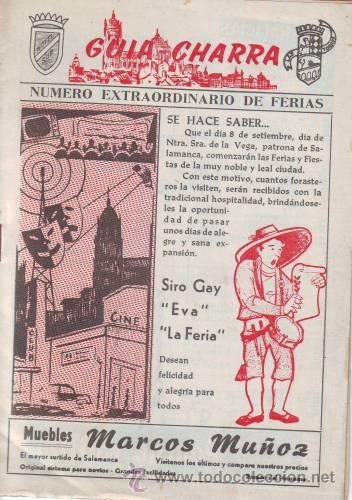 GUIA CHARRA
NUMERO EXTRAORDINARIO DE FERIAS
SE HACE SABER...
Que el día 8 de setiembre, día de
Ntra. Sra. de la Vega, patrona de Sa-
lamanca, comenzarán las Ferias y Fies-
tas de la muy noble y leal ciudad.
Con este motivo, cuantos foraste-
ros la visiten, serán recibidos con la
tradicional hospitalidad, brindándose-
les la oportuni-
dad de pasar
unos días de ale-
gre y sana ex-
pansión.
Siro Gay
"Eva"
"La Feria"
Desean
felicidad
y alegría para
todos
CINE
CLUB
Muebles Marcos Muñoz
El mayor surtido de Salamanca
Visítenos los últimos y compare nuestros precios
Original sistema para novios - Grandes facilidades
www.todocoleccion.net